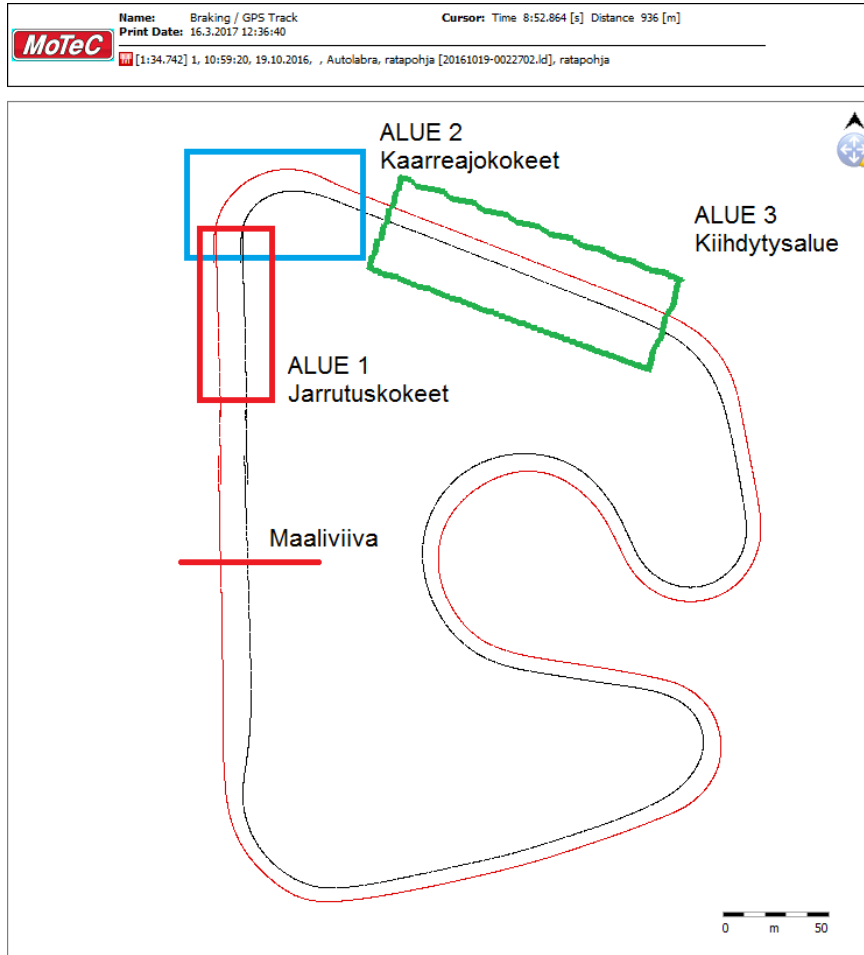 MoTeC
Name: Braking / GPS Track Cursor: Time 8:52.864 [s] Distance 936 [m]
Print Date: 16.3.2017 12:36:40
[1:34.742] 1, 10:59:20, 19.10.2016, , Autolabra, ratapohja [20161019-0022702.ld], ratapohja
ALUE 2
Kaarreajokokeet
ALUE 3
Kiihdytysalue
ALUE 1
Jarrutuskokeet
Maaliviiva
0 m 50